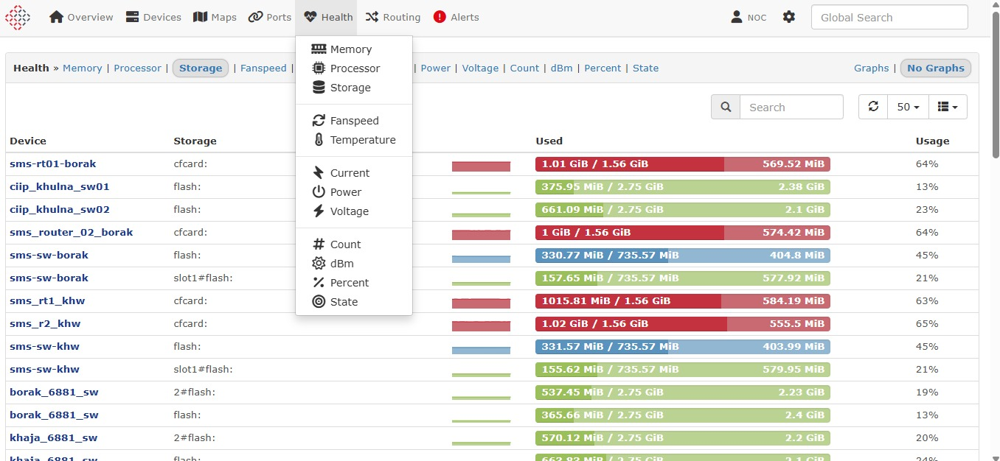 Overview Devices Maps Ports Health Routing Alerts NOC Global Search
Memory
Processor
Storage
Fanspeed
Temperature
Current
Power
Voltage
Count
dBm
Percent
State
Health » Memory | Processor | Storage | Fanspeed | | Power | Voltage | Count | dBm | Percent | State Graphs | No Graphs
Search 50
Device Storage Used Usage
sms-rt01-borak cfcard: 1.01 GiB / 1.56 GiB 569.52 MiB 64%
ciip_khulna_sw01 flash: 375.95 MiB / 2.75 GiB 2.38 GiB 13%
ciip_khulna_sw02 flash: 661.09 MiB / 2.75 GiB 2.1 GiB 23%
sms_router_02_borak cfcard: 1 GiB / 1.56 GiB 574.42 MiB 64%
sms-sw-borak flash: 330.77 MiB / 735.57 MiB 404.8 MiB 45%
sms-sw-borak slot1#flash: 157.65 MiB / 735.57 MiB 577.92 MiB 21%
sms_rt1_khw cfcard: 1015.81 MiB / 1.56 GiB 584.19 MiB 63%
sms_r2_khw cfcard: 1.02 GiB / 1.56 GiB 555.5 MiB 65%
sms-sw-khw flash: 331.57 MiB / 735.57 MiB 403.99 MiB 45%
sms-sw-khw slot1#flash: 155.62 MiB / 735.57 MiB 579.95 MiB 21%
borak_6881_sw 2#flash: 537.45 MiB / 2.75 GiB 2.23 GiB 19%
borak_6881_sw flash: 365.66 MiB / 2.75 GiB 2.4 GiB 13%
khaja_6881_sw 2#flash: 570.12 MiB / 2.75 GiB 2.2 GiB 20%
khaja_6881_sw flash: 663.83 MiB / 2.75 GiB 2.1 GiB 24%